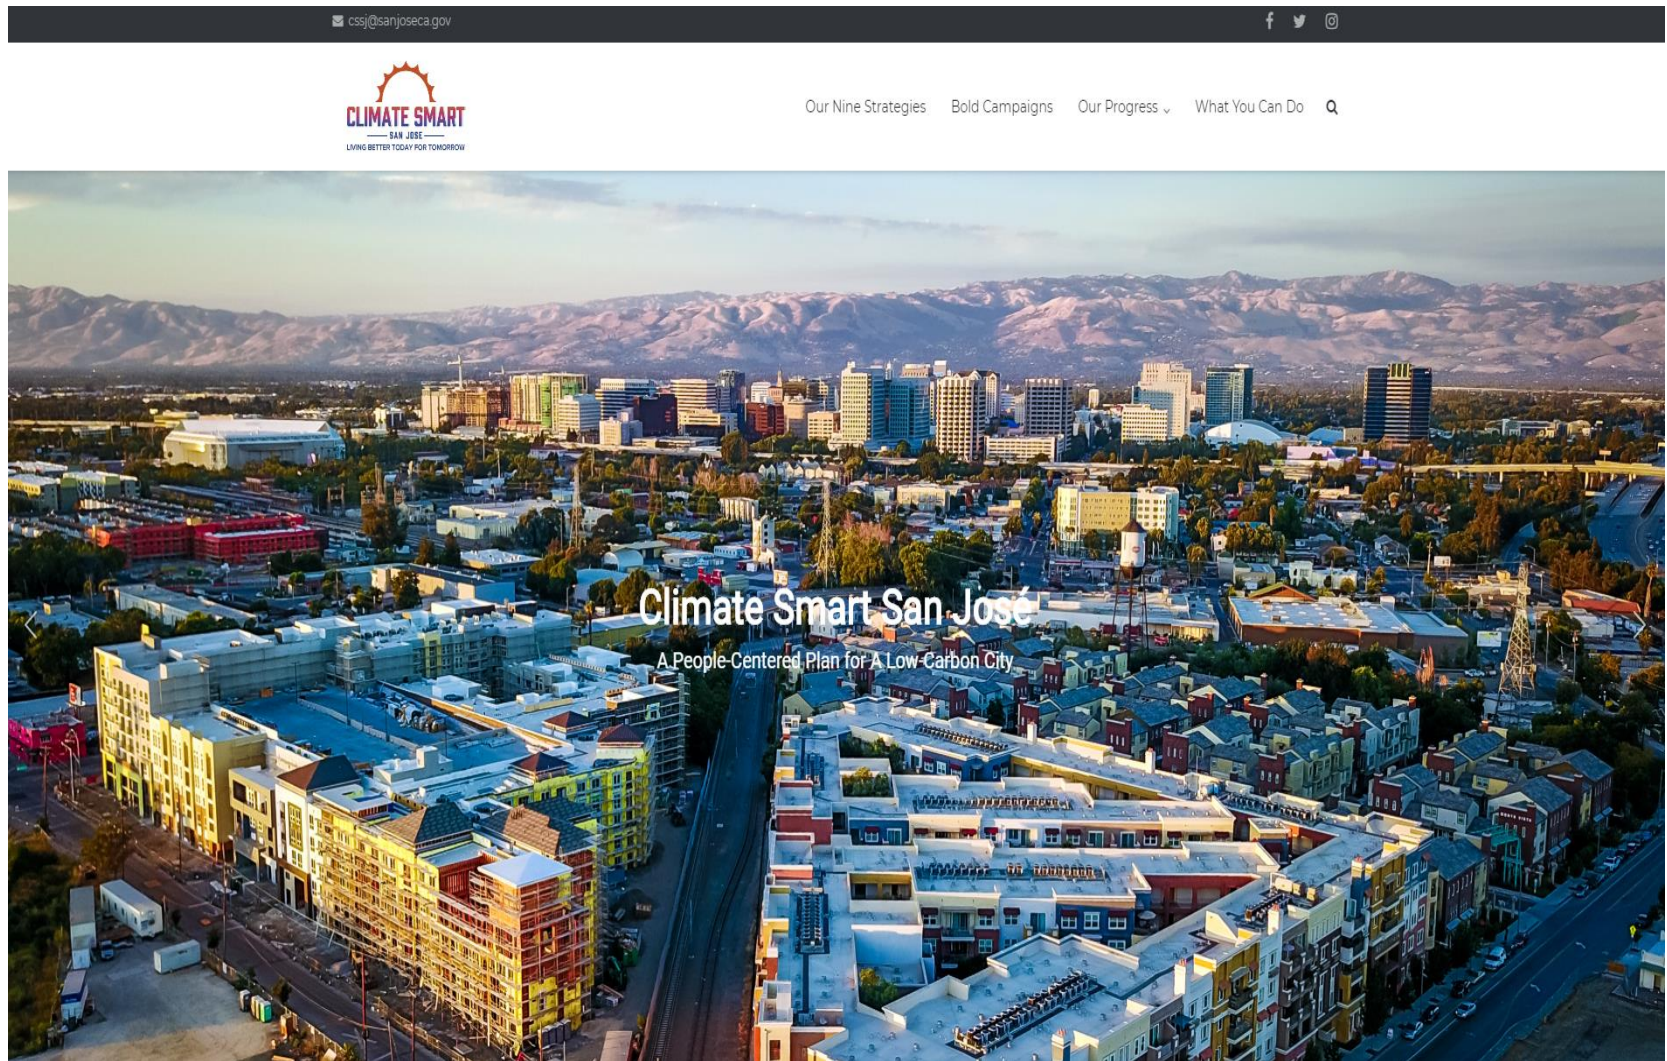 cssj@sanjoseca.gov
CLIMATE SMART
SAN JOSE
LIVING BETTER TODAY FOR TOMORROW
Our Nine Strategies Bold Campaigns Our Progress What You Can Do
Climate Smart San José
A People-Centered Plan for A Low-Carbon City